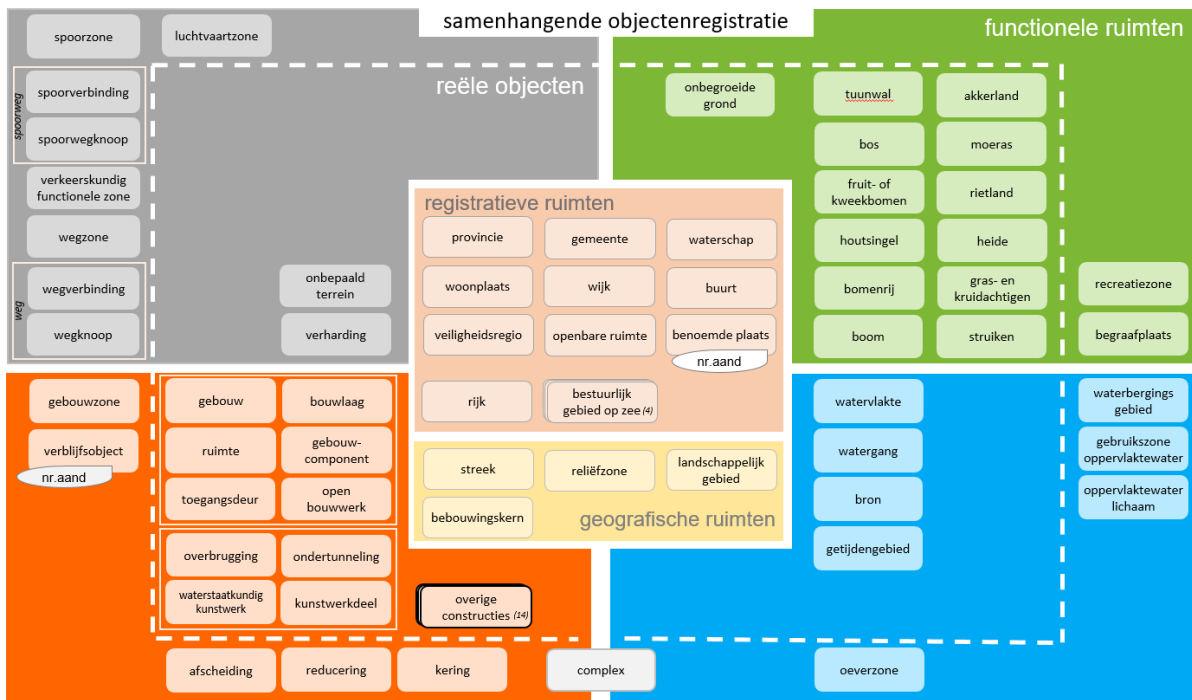 samenhangende objectenregistratie
spoorzone
luchtvaartzone
reële objecten
spoorweg
spoorverbinding
spoorwegknoop
verkeerskundig
functionele zone
wegzone
weg
wegverbinding
wegknoop
onbepaald
terrein
verharding
functionele ruimten
onbegroeide
grond
tuunwal
akkerland
bos
moeras
fruit- of
kweekbomen
rietland
houtsingel
heide
bomenrij
gras- en
kruidachtigen
boom
struiken
recreatiezone
begraafplaats
registratieve ruimten
provincie
gemeente
waterschap
woonplaats
wijk
buurt
veiligheidsregio
openbare ruimte
benoemde plaats
nr.aand
rijk
bestuurlijk
gebied op zee (4)
streek
reliëfzone
landschappelijk
gebied
bebouwingskern
geografische ruimten
gebouwzone
verblijfsobject
nr.aand
gebouw
bouwlaag
ruimte
gebouw-
component
toegangsdeur
open
bouwwerk
overbrugging
ondertunneling
waterstaatkundig
kunstwerk
kunstwerkdeel
overige
constructies (14)
afscheiding
reducering
kering
complex
watervlakte
watergang
bron
getijdengebied
waterbergings
gebied
gebruikszone
oppervlaktewater
oppervlaktewater
lichaam
oeverzone